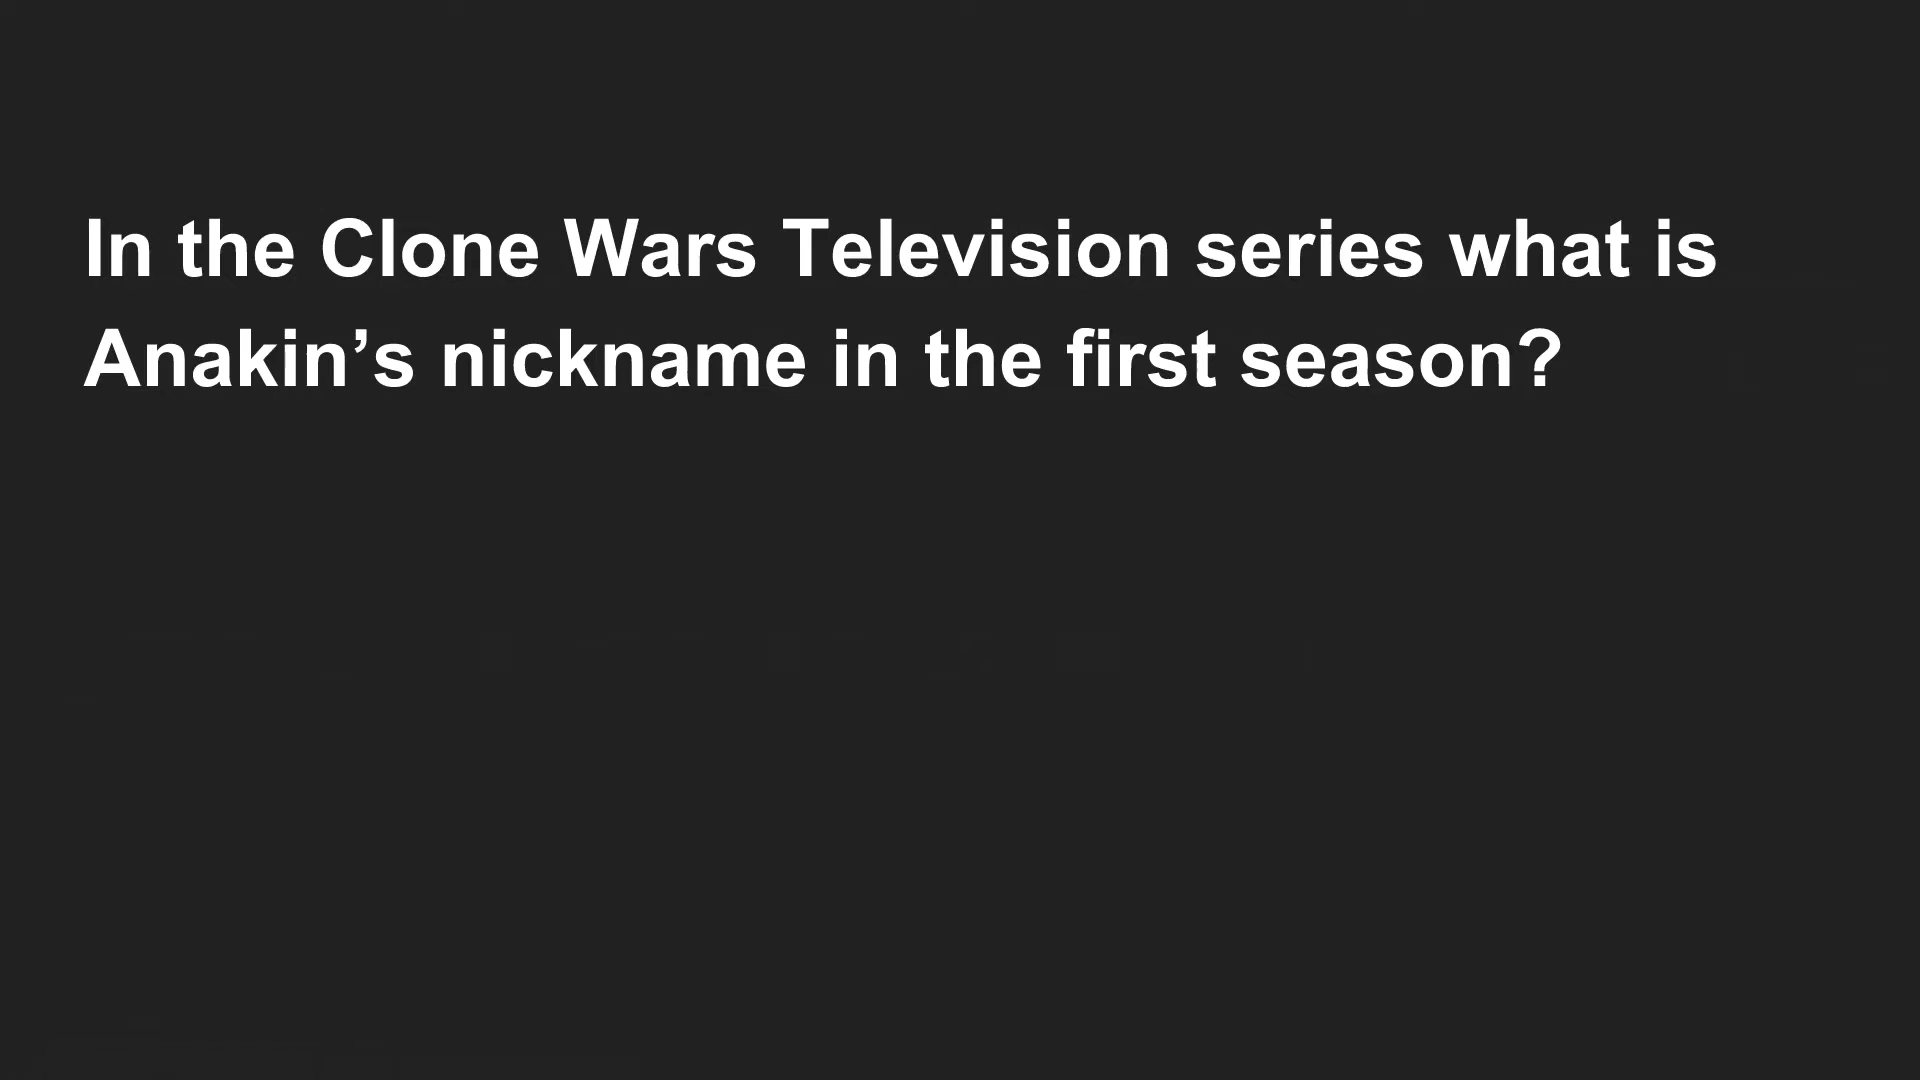 In the Clone Wars Television series what is
Anakin’s nickname in the first season?